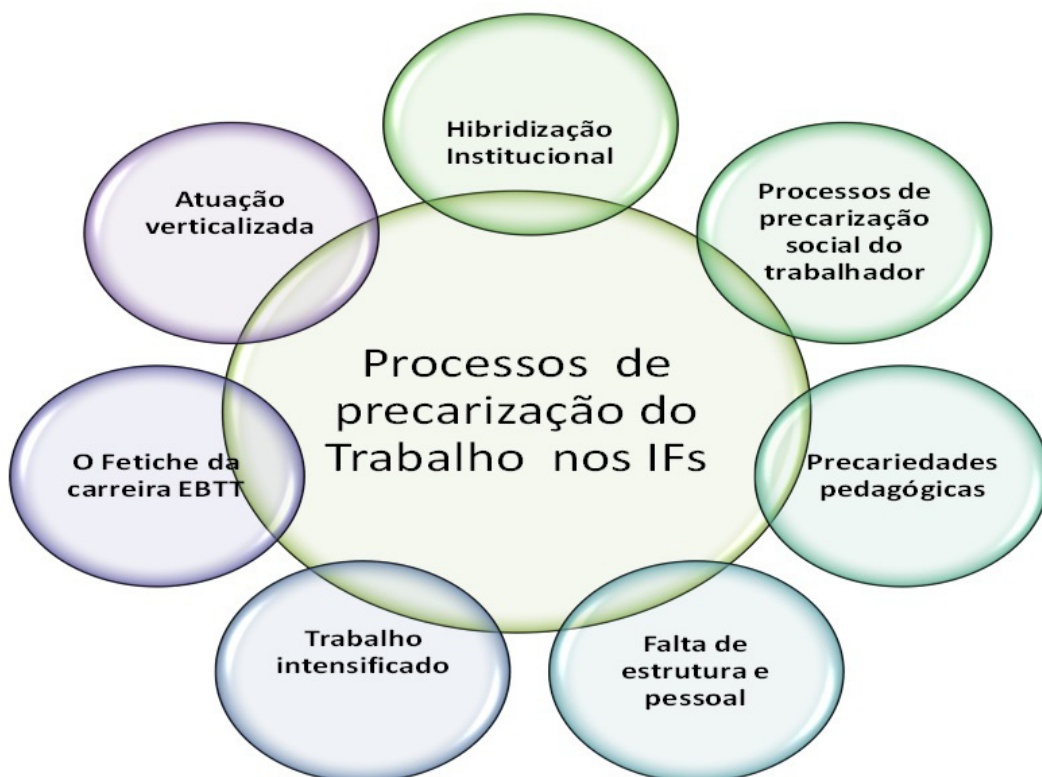 Hibridização
Institucional
Processos de
precarização
social do
trabalhador
Precariedades
pedagógicas
Falta de
estrutura e
pessoal
Trabalho
intensificado
O Fetiche da
carreira EBTT
Atuação
verticalizada
Processos de
precarização do
Trabalho nos IFs